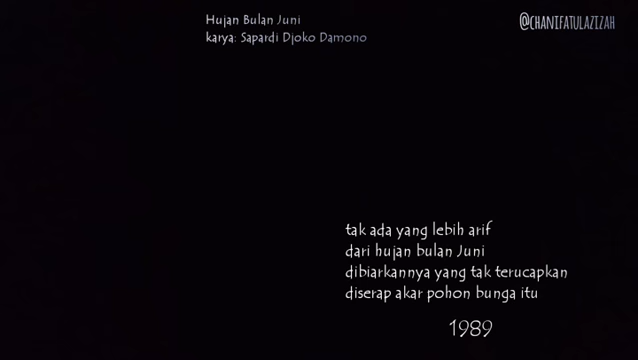 Hujan Bulan Juni
karya: Sapardi Djoko Damono
@CHANIFATULAZIZAH
tak ada yang lebih arif
dari hujan bulan Juni
dibiarkannya yang tak terucapkan
diserap akar pohon bunga itu
1989